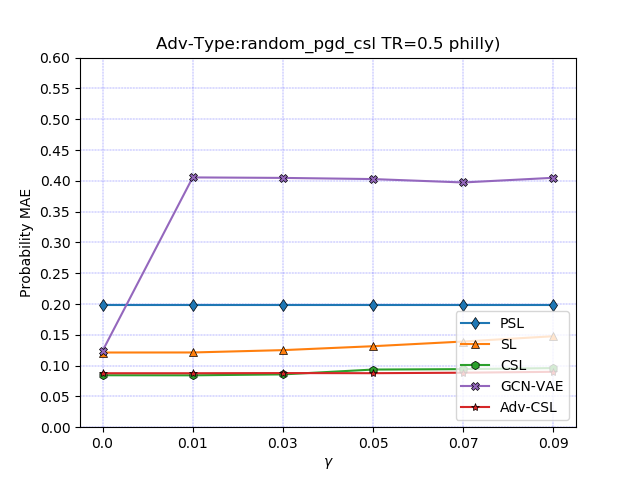 Adv-Type:random_pgd_csl TR=0.5 philly)
Probability MAE
0.60
0.55
0.50
0.45
0.40
0.35
0.30
0.25
0.20
0.15
0.10
0.05
0.00
0.0 0.01 0.03 0.05 0.07 0.09
γ
PSL
SL
CSL
GCN-VAE
Adv-CSL